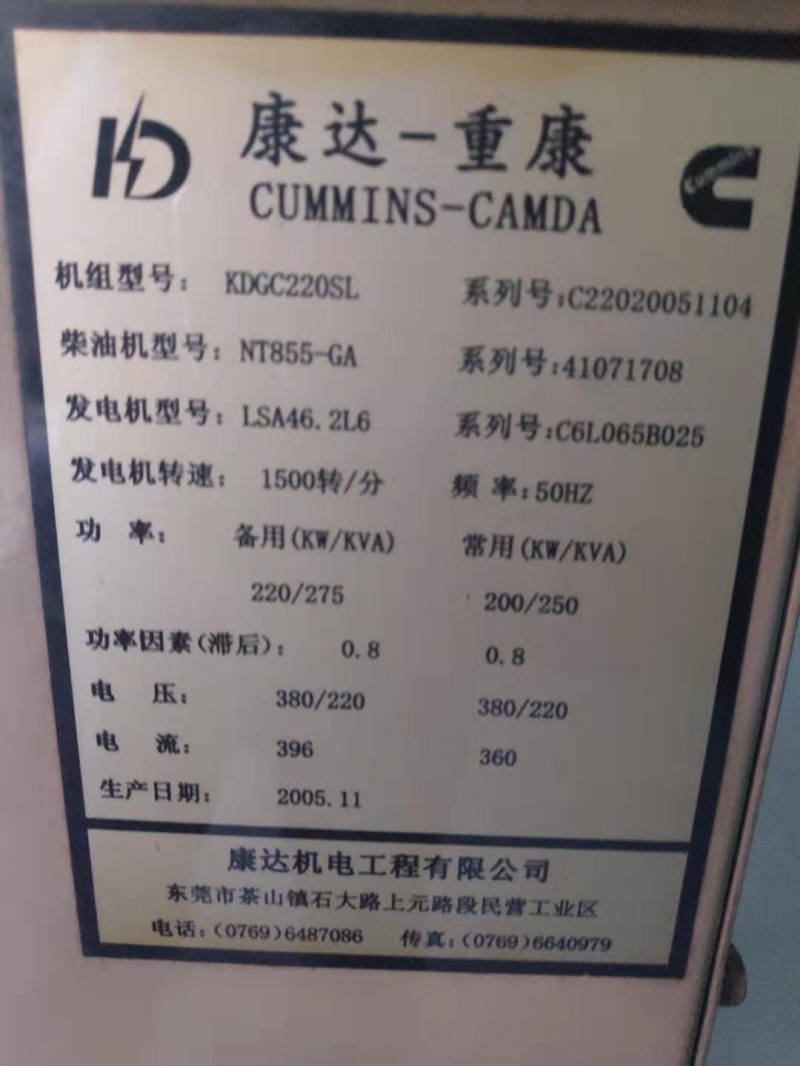 KD
康达-重康
Cummins
CUMMINS-CAMDA
机组型号: KDGC220SL 系列号:C22020051104
柴油机型号: NT855-GA 系列号:41071708
发电机型号: LSA46.2L6 系列号:C6L065B025
发电机转速: 1500转/分 频 率:50HZ
功 率: 备用(KW/KVA) 常用(KW/KVA)
220/275 200/250
功率因素(滞后): 0.8 0.8
电 压: 380/220 380/220
电 流: 396 360
生产日期: 2005.11
康达机电工程有限公司
东莞市茶山镇石大路上元路段民营工业区
电话:(0769)6487086 传真:(0769)6640979